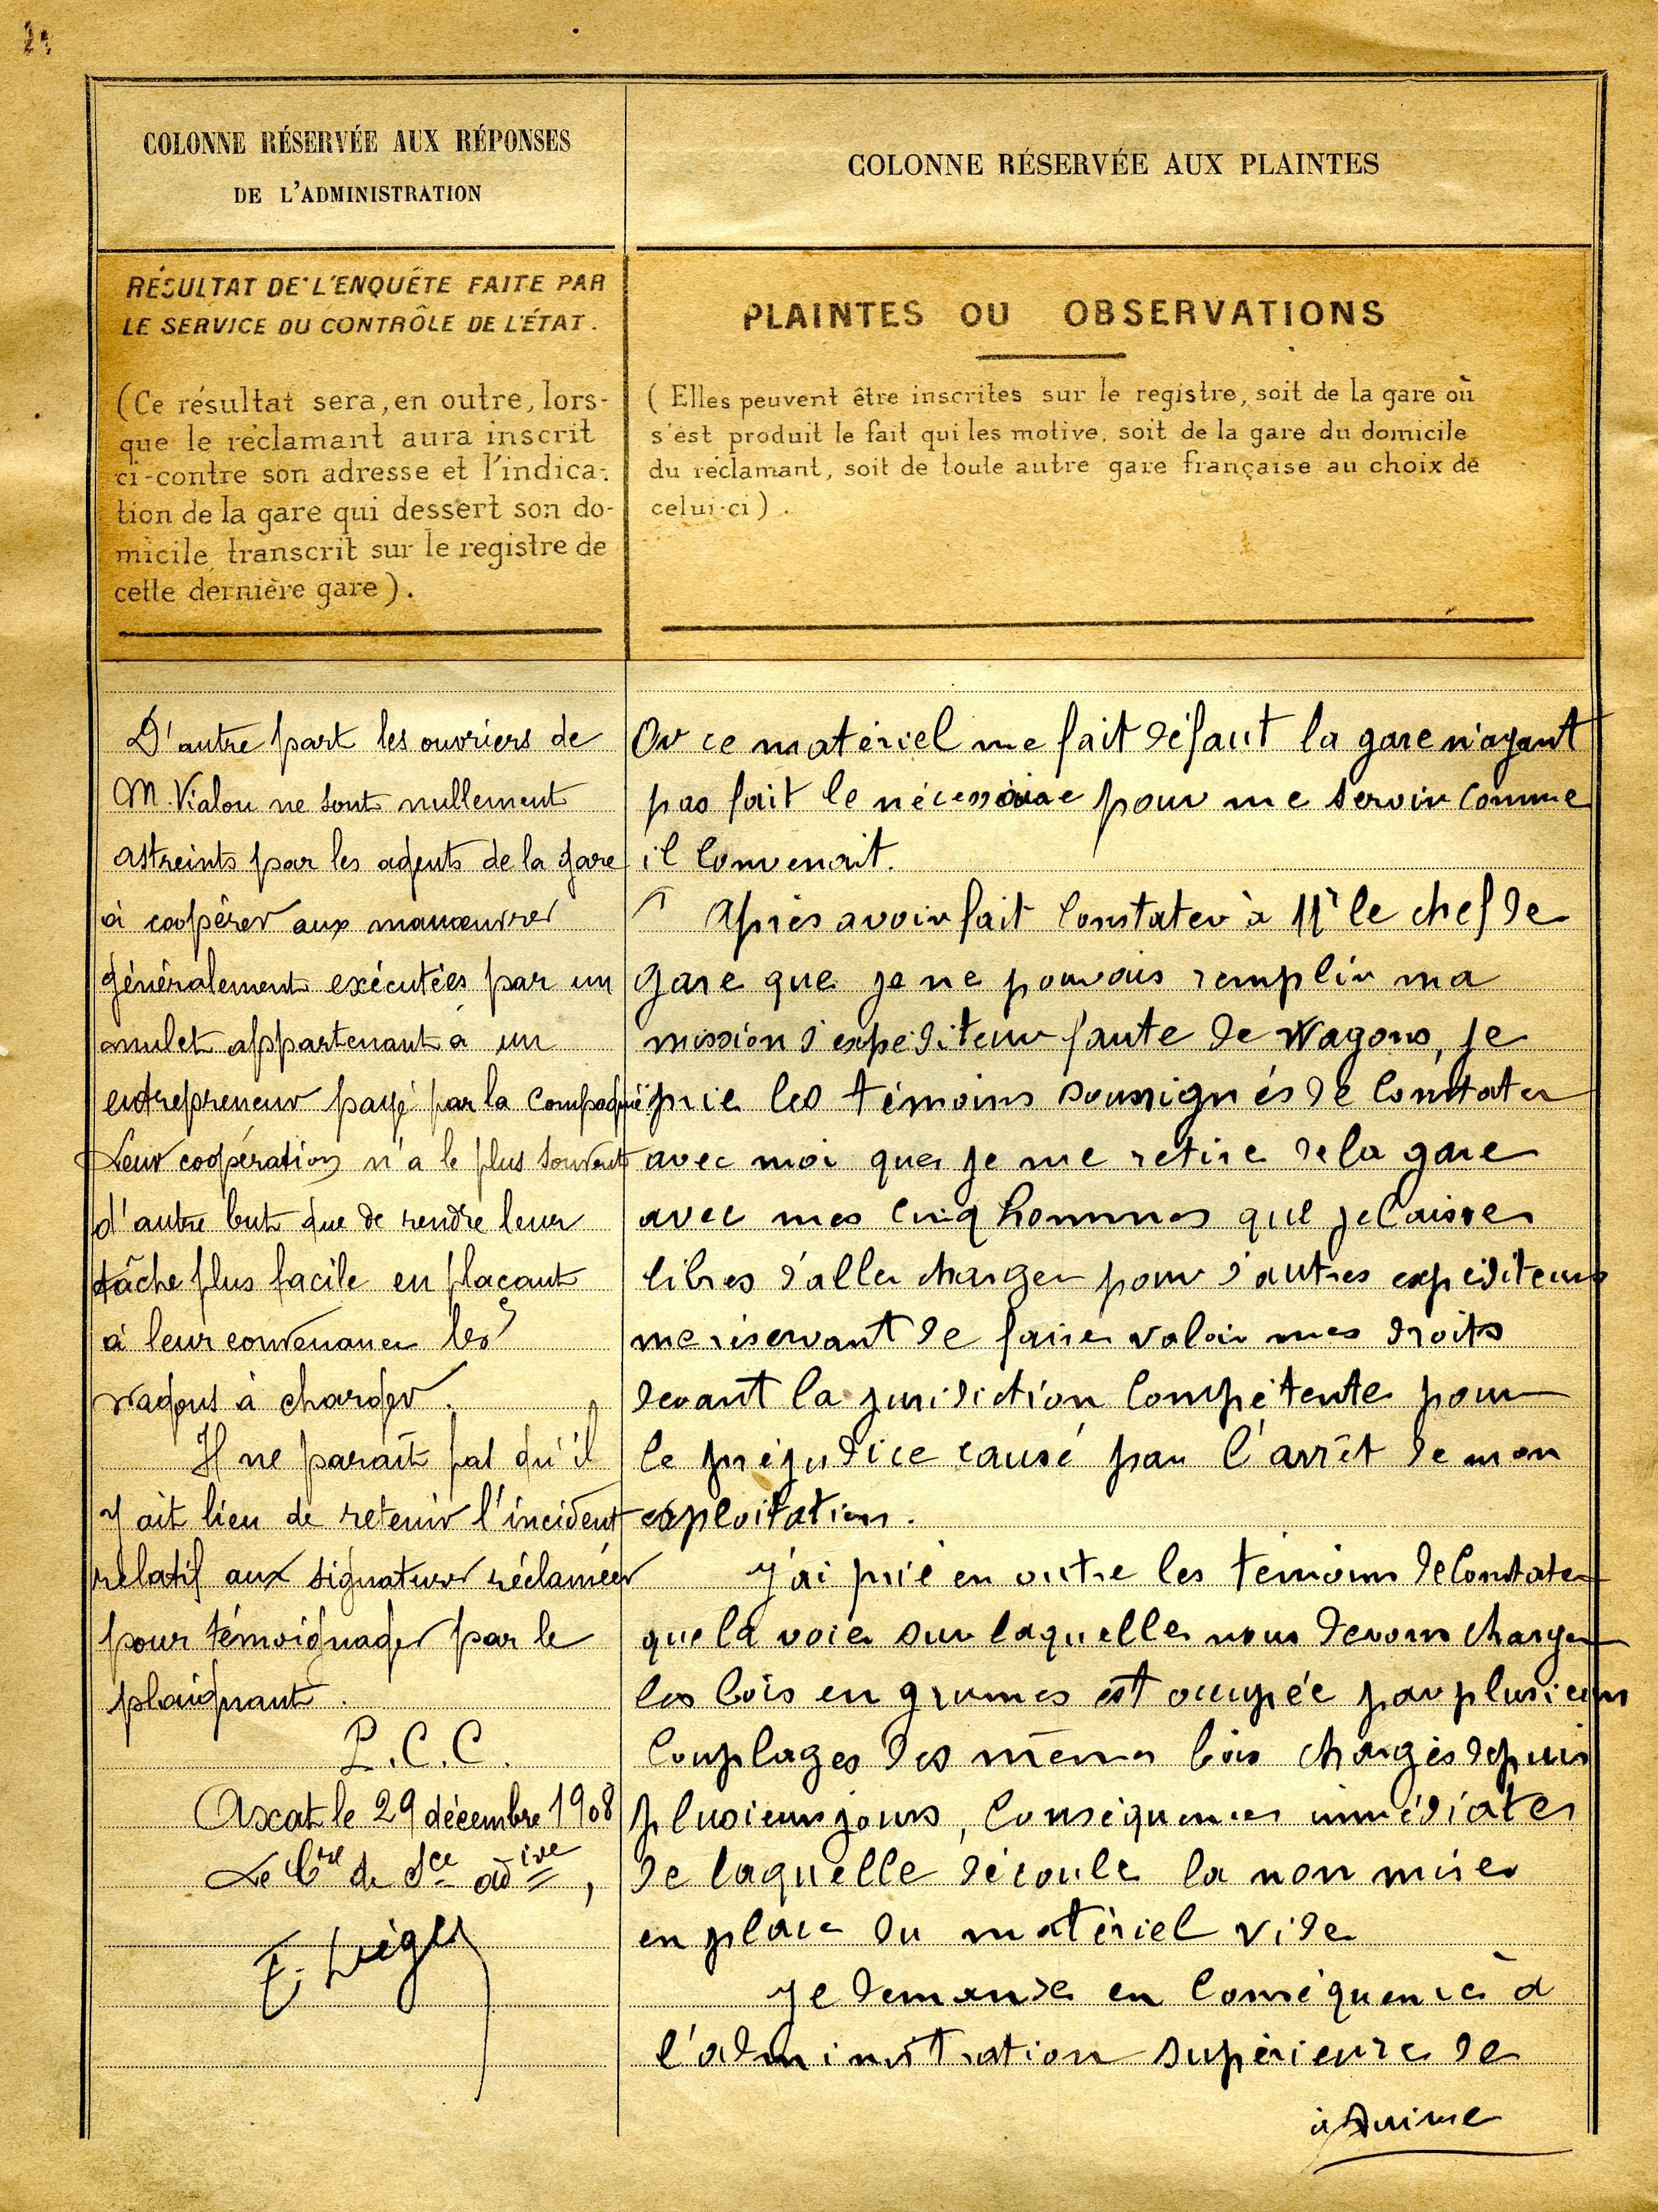 24
COLONNE RÉSERVÉE AUX RÉPONSES
DE L'ADMINISTRATION
RÉSULTAT DE L'ENQUÊTE FAITE PAR
LE SERVICE DU CONTRÔLE DE L'ÉTAT.
(Ce résultat sera, en outre, lors-
que le réclamant aura inscrit
ci-contre son adresse et l'indica-
tion de la gare qui dessert son do-
micile, transcrit sur le registre de
cette dernière gare).
D'autre part les ouvriers de
M. Vialou ne sont nullement
astreints par les agents de la gare
à coopérer aux manœuvres
généralement exécutées par un
mulet appartenant à un
entrepreneur payé par la Compagnie
Leur coopération n'a le plus souvent
d'autre but que de rendre leur
tâche plus facile en plaçant
à leur convenance les
wagons à charger.
Il ne paraît pas qu'il
y ait lieu de retenir l'incident
relatif aux signatures réclamées
pour témoignages par le
plaignant.
P.C.C.
Axat le 29 décembre 1908
Le Cre de Sce adive,
COLONNE RÉSERVÉE AUX PLAINTES
PLAINTES OU OBSERVATIONS
(Elles peuvent être inscrites sur le registre, soit de la gare où
s'est produit le fait qui les motive, soit de la gare du domicile
du réclamant, soit de toute autre gare française au choix de
celui-ci).
Or ce matériel me fait défaut la gare n'ayant
pas fait le nécessaire pour me servir comme
il convenait.
Après avoir fait constater à Mr le chef de
gare que je ne pouvais remplir ma
mission d'expéditeur faute de wagons, je
prie les témoins soussignés de constater
avec moi que je me retire de la gare
avec mes cinq hommes que je laisse
libres d'aller charger pour d'autres expéditeurs
me réservant de faire valoir mes droits
devant la juridiction compétente pour
le préjudice causé par l'arrêt de mon
exploitation.
J'ai prié en outre les témoins de constater
que la voie sur laquelle nous devons charger
les bois en grumes est occupée par plusieurs
couplages des mêmes bois chargés depuis
plusieurs jours, conséquences immédiates
de laquelle découle la non mise
en place du matériel vide
Je demande en conséquence à
l'administration supérieure de
à suivre